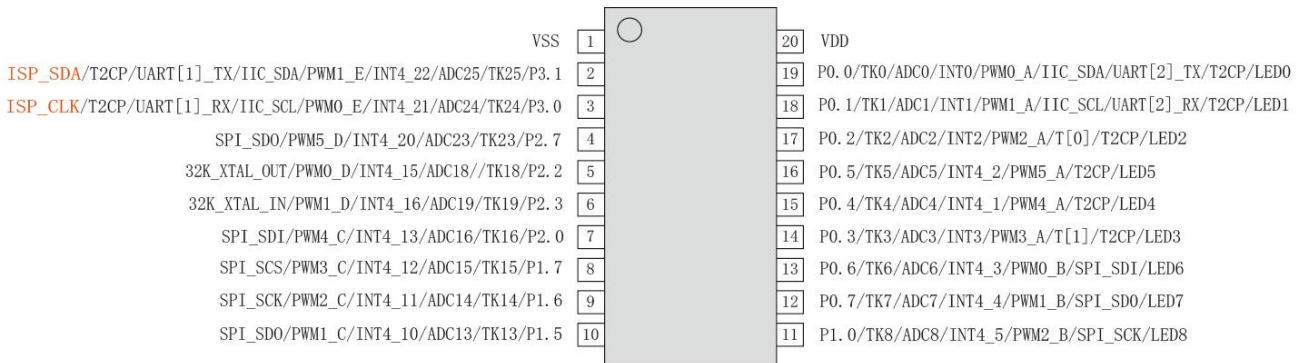 VSS 1 20 VDD
ISP_SDA/T2CP/UART[1]_TX/IIC_SDA/PWM1_E/INT4_22/ADC25/TK25/P3.1 2 19 P0.0/TK0/ADC0/INT0/PWM0_A/IIC_SDA/UART[2]_TX/T2CP/LED0
ISP_CLK/T2CP/UART[1]_RX/IIC_SCL/PWM0_E/INT4_21/ADC24/TK24/P3.0 3 18 P0.1/TK1/ADC1/INT1/PWM1_A/IIC_SCL/UART[2]_RX/T2CP/LED1
SPI_SDO/PWM5_D/INT4_20/ADC23/TK23/P2.7 4 17 P0.2/TK2/ADC2/INT2/PWM2_A/T[0]/T2CP/LED2
32K_XTAL_OUT/PWM0_D/INT4_15/ADC18//TK18/P2.2 5 16 P0.5/TK5/ADC5/INT4_2/PWM5_A/T2CP/LED5
32K_XTAL_IN/PWM1_D/INT4_16/ADC19/TK19/P2.3 6 15 P0.4/TK4/ADC4/INT4_1/PWM4_A/T2CP/LED4
SPI_SDI/PWM4_C/INT4_13/ADC16/TK16/P2.0 7 14 P0.3/TK3/ADC3/INT3/PWM3_A/T[1]/T2CP/LED3
SPI_SCS/PWM3_C/INT4_12/ADC15/TK15/P1.7 8 13 P0.6/TK6/ADC6/INT4_3/PWM0_B/SPI_SDI/LED6
SPI_SCK/PWM2_C/INT4_11/ADC14/TK14/P1.6 9 12 P0.7/TK7/ADC7/INT4_4/PWM1_B/SPI_SDO/LED7
SPI_SDO/PWM1_C/INT4_10/ADC13/TK13/P1.5 10 11 P1.0/TK8/ADC8/INT4_5/PWM2_B/SPI_SCK/LED8